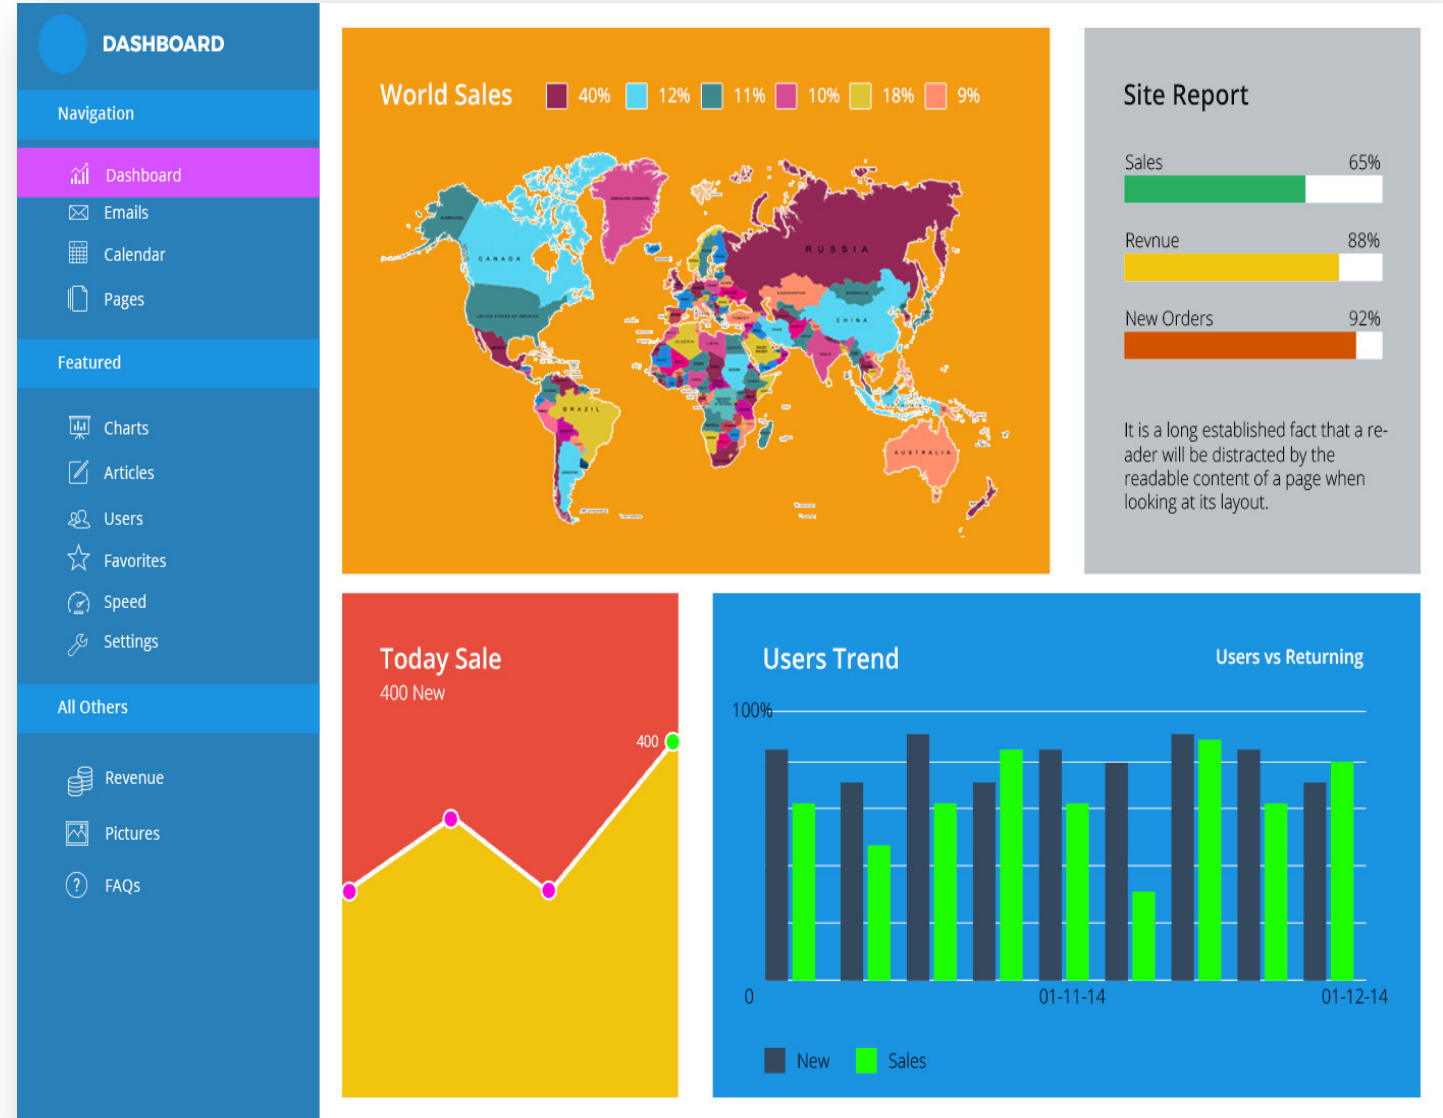 DASHBOARD
Navigation
Dashboard
Emails
Calendar
Pages
Featured
Charts
Articles
Users
Favorites
Speed
Settings
All Others
Revenue
Pictures
FAQs
World Sales 40% 12% 11% 10% 18% 9%
CANADA
RUSSIA
UNITED STATES OF AMERICA
CHINA
BRAZIL
AUSTRALIA
Site Report
Sales 65%
Revnue 88%
New Orders 92%
It is a long established fact that a re-
ader will be distracted by the
readable content of a page when
looking at its layout.
Today Sale
400 New
400
Users Trend
Users vs Returning
100%
0 01-11-14 01-12-14
New Sales